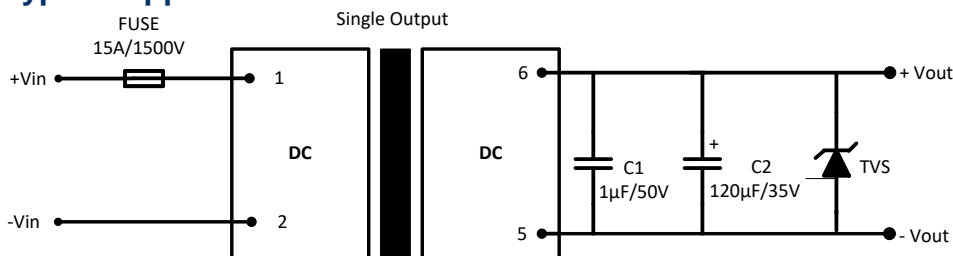 Single Output
FUSE
15A/1500V
+Vin
1
6
+ Vout
DC
DC
+
C1
1µF/50V
C2
120µF/35V
TVS
-Vin
2
5
- Vout